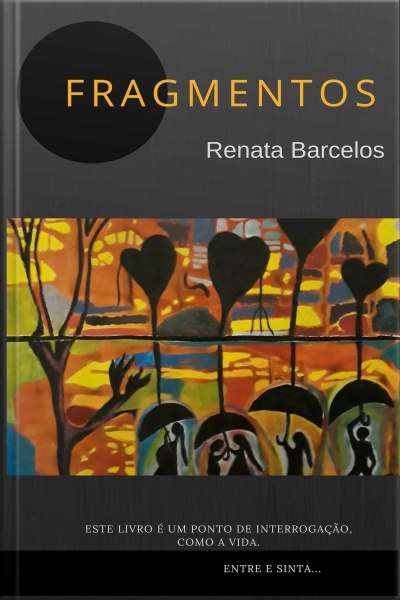 FRAGMENTOS
Renata Barcelos
ESTE LIVRO É UM PONTO DE INTERROGAÇÃO,
COMO A VIDA.
ENTRE E SINTA...